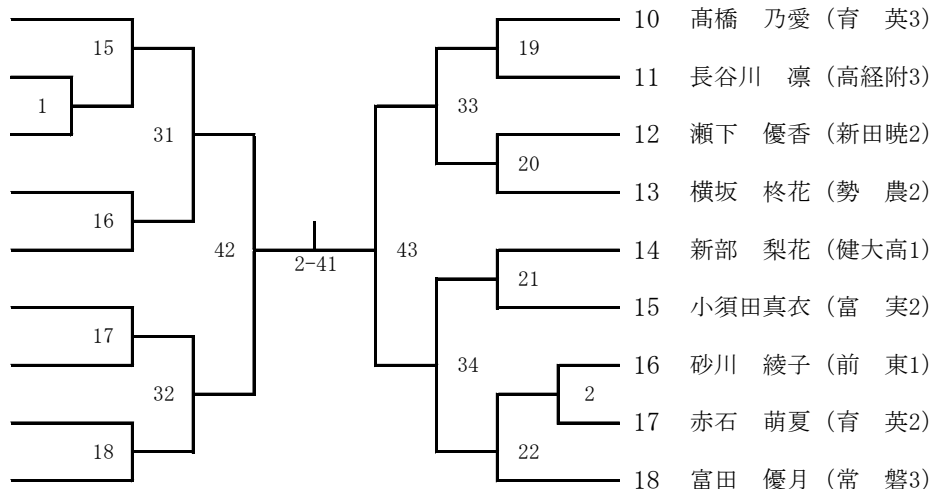 10 髙橋 乃愛 (育 英3)
15
19
11 長谷川 凛 (高経附3)
1
33
31
12 瀬下 優香 (新田暁2)
20
13 横坂 柊花 (勢 農2)
16
42
43
14 新部 梨花 (健大高1)
2-41
21
15 小須田真衣 (富 実2)
17
34
16 砂川 綾子 (前 東1)
32
2
17 赤石 萌夏 (育 英2)
18
22
18 富田 優月 (常 磐3)